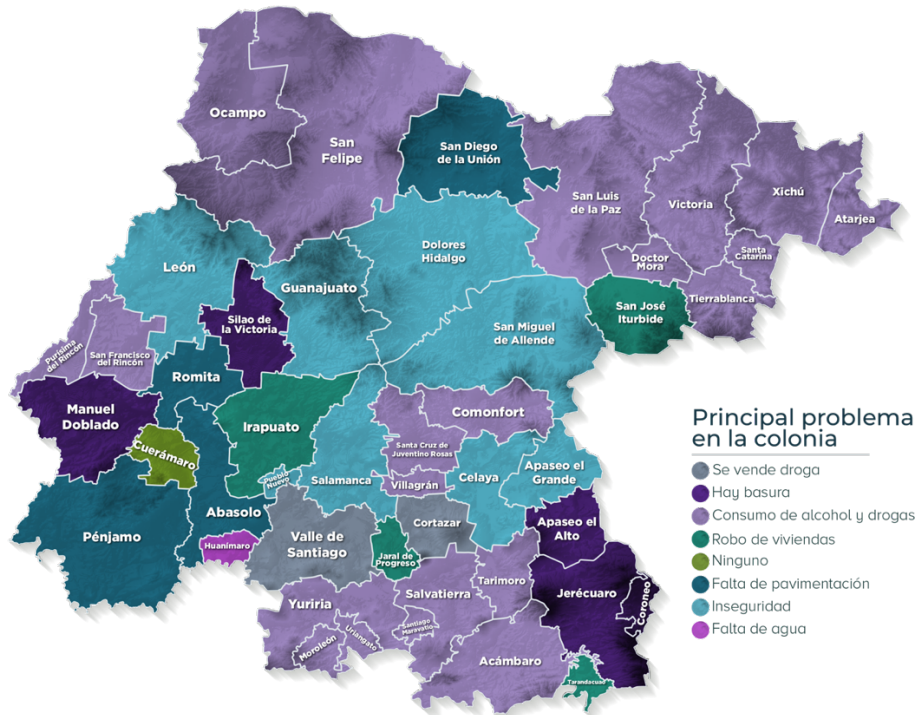 Ocampo
San
Felipe
San Diego
de la Unión
San Luis
de la Paz
Victoria
Xichú
Atarjea
Doctor
Mora
Santa
Catarina
Tierrablanca
León
Guanajuato
Dolores
Hidalgo
San José
Iturbide
Silao de
la Victoria
San Miguel
de Allende
Purísima
del Rincón
San Francisco
del Rincón
Romita
Manuel
Doblado
Cuerámaro
Irapuato
Comonfort
Santa Cruz de
Juventino Rosas
Pueblo
Nuevo
Salamanca
Villagrán
Celaya
Apaseo el
Grande
Pénjamo
Abasolo
Huanímaro
Valle de
Santiago
Jaral de
Progreso
Cortazar
Apaseo el
Alto
Yuriria
Salvatierra
Tarimoro
Jerécuaro
Coroneo
Moroleón
Uriangato
Santiago
Maravatío
Acámbaro
Tarandacuao
Principal problema
en la colonia
Se vende droga
Hay basura
Consumo de alcohol y drogas
Robo de viviendas
Ninguno
Falta de pavimentación
Inseguridad
Falta de agua